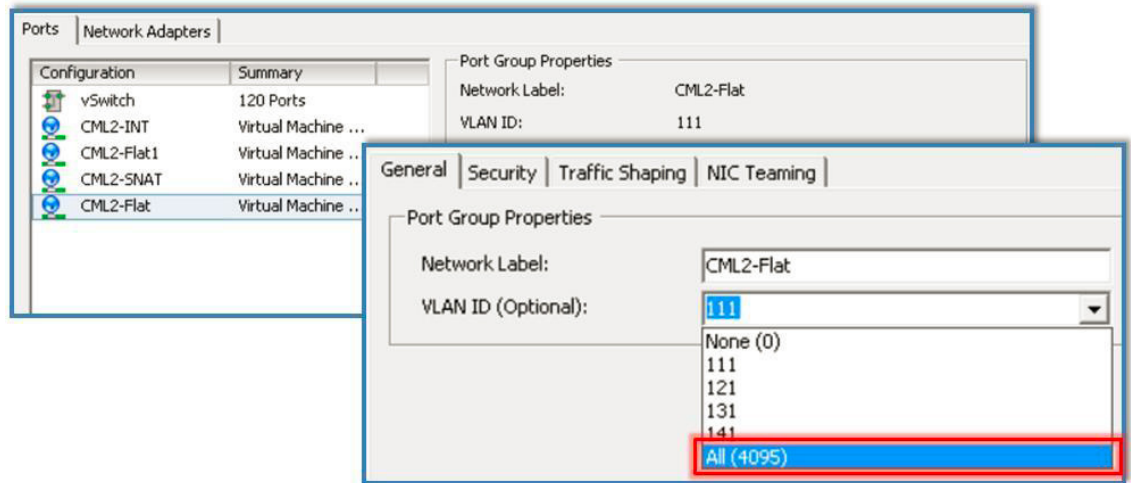 Ports Network Adapters
Configuration Summary
vSwitch 120 Ports
CML2-INT Virtual Machine ...
CML2-Flat1 Virtual Machine ..
CML2-SNAT Virtual Machine ..
CML2-Flat Virtual Machine ..
Port Group Properties
Network Label: CML2-Flat
VLAN ID: 111
General Security Traffic Shaping NIC Teaming
Port Group Properties
Network Label: CML2-Flat
VLAN ID (Optional): 111
None (0)
111
121
131
141
All (4095)